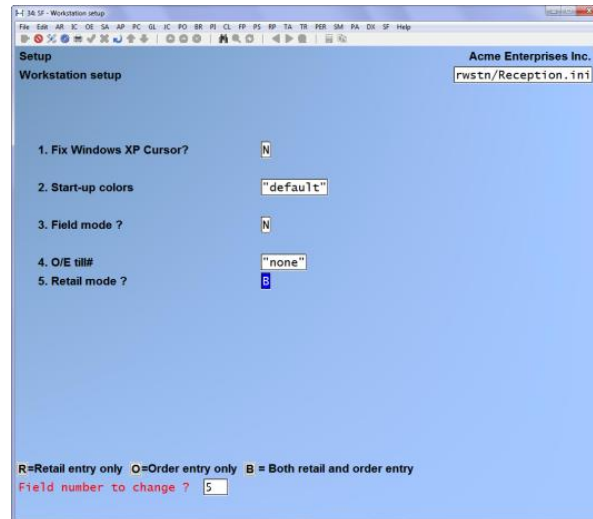 34: SF - Workstation setup
File Edit AR IC OE SA AP PC GL JC PO BR PI CL FP PS RP TA TR PER SM PA DX SF Help
Setup Acme Enterprises Inc.
Workstation setup rwstn/Reception.ini
1. Fix Windows XP Cursor? N
2. Start-up colors "default"
3. Field mode ? N
4. O/E till# "none"
5. Retail mode ? B
R=Retail entry only O=Order entry only B = Both retail and order entry
Field number to change ? 5